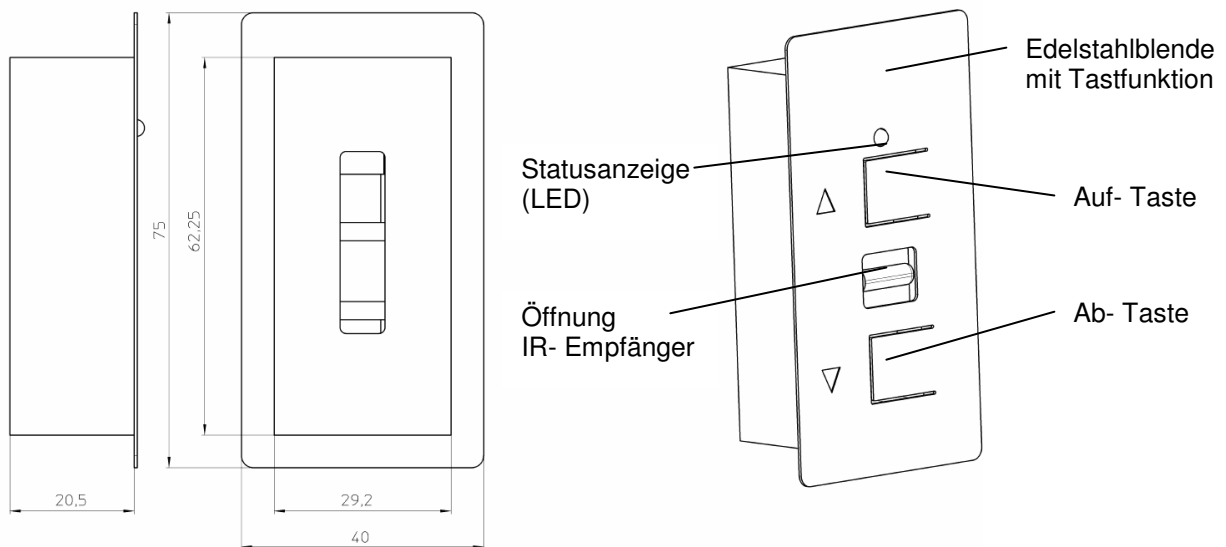 Edelstahlblende
mit Tastfunktion
Statusanzeige
(LED)
Auf- Taste
Öffnung
IR- Empfänger
Ab- Taste
75
62,25
20,5
29,2
40